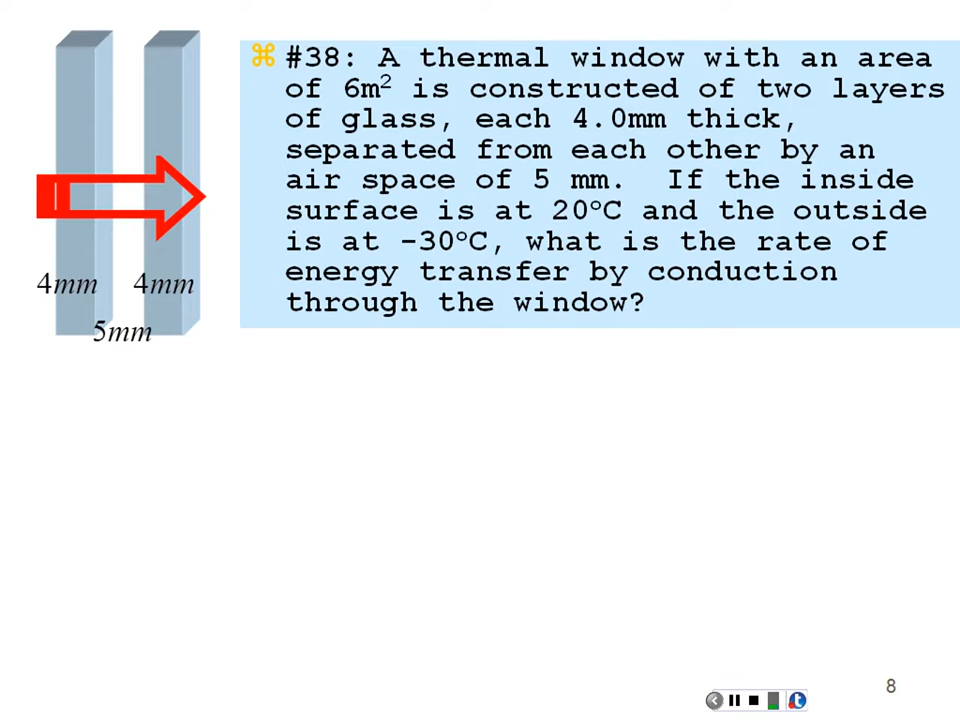 ⌘ #38: A thermal window with an area
of 6m² is constructed of two layers
of glass, each 4.0mm thick,
separated from each other by an
air space of 5 mm.  If the inside
surface is at 20°C and the outside
is at -30°C, what is the rate of
energy transfer by conduction
through the window?
4mm 4mm
5mm
8